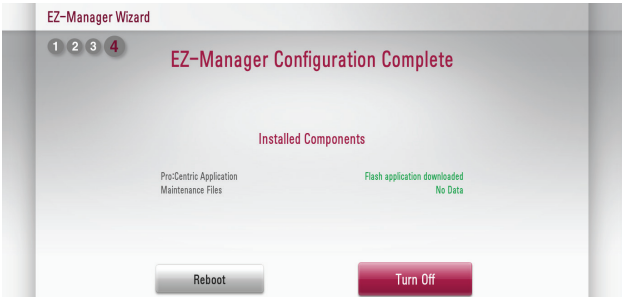 EZ-Manager Wizard
1 2 3 4
EZ-Manager Configuration Complete
Installed Components
Pro:Centric Application Flash application downloaded
Maintenance Files No Data
Reboot Turn Off